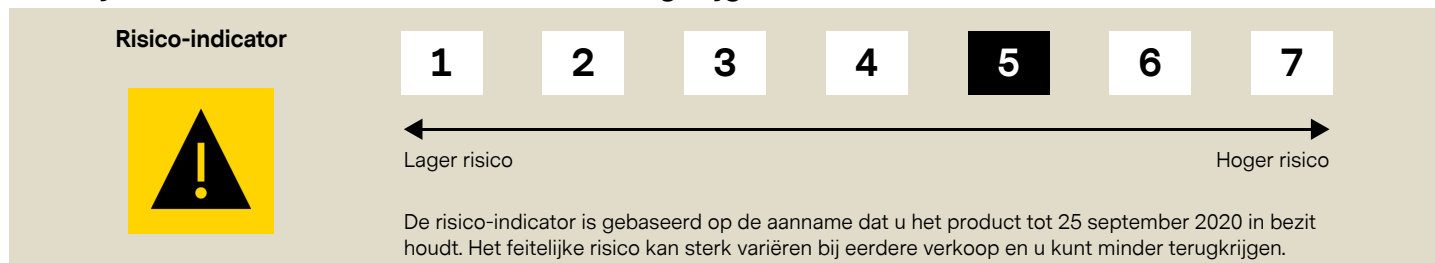 Risico-indicator
1 2 3 4 5 6 7
Lager risico Hoger risico
De risico-indicator is gebaseerd op de aanname dat u het product tot 25 september 2020 in bezit
houdt. Het feitelijke risico kan sterk variëren bij eerdere verkoop en u kunt minder terugkrijgen.